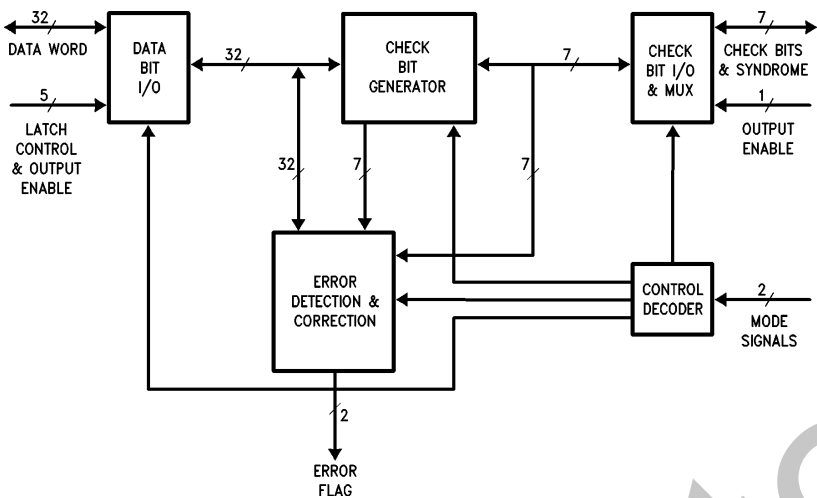 32
DATA WORD
5
LATCH
CONTROL
& OUTPUT
ENABLE
DATA
BIT
I/O
32
CHECK
BIT
GENERATOR
7
CHECK
BIT I/O
& MUX
7
CHECK BITS
& SYNDROME
1
OUTPUT
ENABLE
32
7
7
ERROR
DETECTION &
CORRECTION
CONTROL
DECODER
2
MODE
SIGNALS
2
ERROR
FLAG